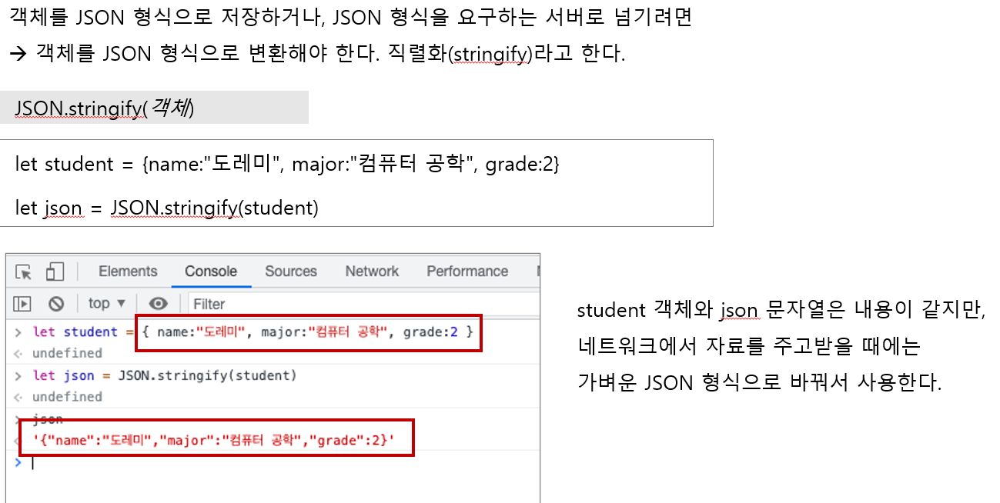 객체를 JSON 형식으로 저장하거나, JSON 형식을 요구하는 서버로 넘기려면
→ 객체를 JSON 형식으로 변환해야 한다. 직렬화(stringify)라고 한다.
JSON.stringify(객체)
let student = {name:"도레미", major:"컴퓨터 공학", grade:2}
let json = JSON.stringify(student)
Elements Console Sources Network Performance
top ▼ Filter
> let student = { name:"도레미", major:"컴퓨터 공학", grade:2 }
undefined
> let json = JSON.stringify(student)
undefined
> json
'{"name":"도레미","major":"컴퓨터 공학","grade":2}'
>
student 객체와 json 문자열은 내용이 같지만,
네트워크에서 자료를 주고받을 때에는
가벼운 JSON 형식으로 바꿔서 사용한다.